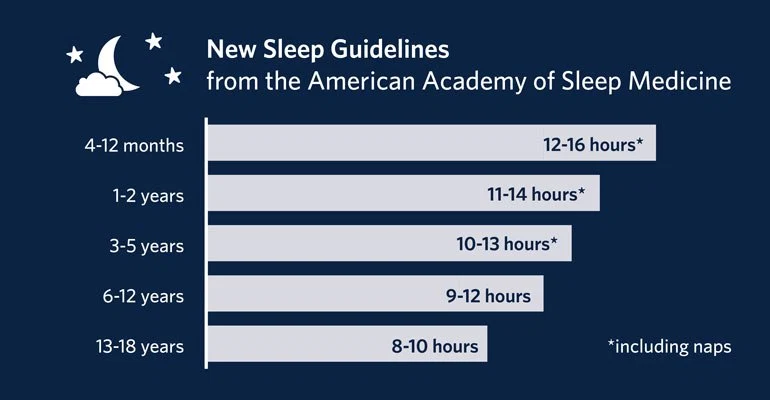 New Sleep Guidelines
from the American Academy of Sleep Medicine
4-12 months 12-16 hours*
1-2 years 11-14 hours*
3-5 years 10-13 hours*
6-12 years 9-12 hours
13-18 years 8-10 hours *including naps